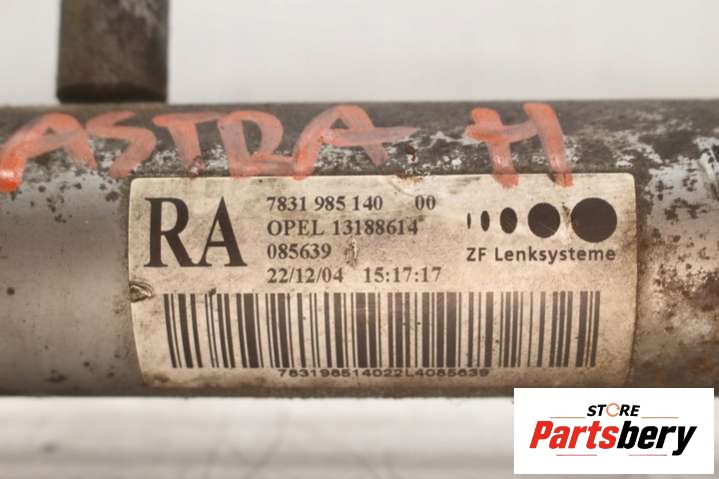 ASTRA H
RA
7831 985 140 00
OPEL 13188614
085639
22/12/04 15:17:17
ZF Lenksysteme
783198514022L4085639
STORE
Partsbery